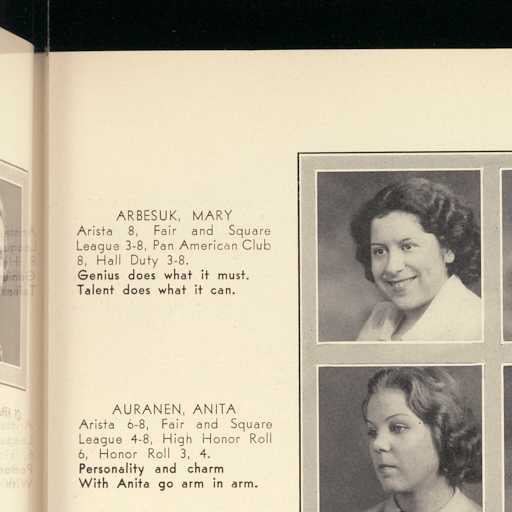 ARBESUK, MARY
Arista 8, Fair and Square
League 3-8, Pan American Club
8, Hall Duty 3-8.
Genius does what it must.
Talent does what it can.
AURANEN, ANITA
Arista 6-8, Fair and Square
League 4-8, High Honor Roll
6, Honor Roll 3, 4.
Personality and charm
With Anita go arm in arm.